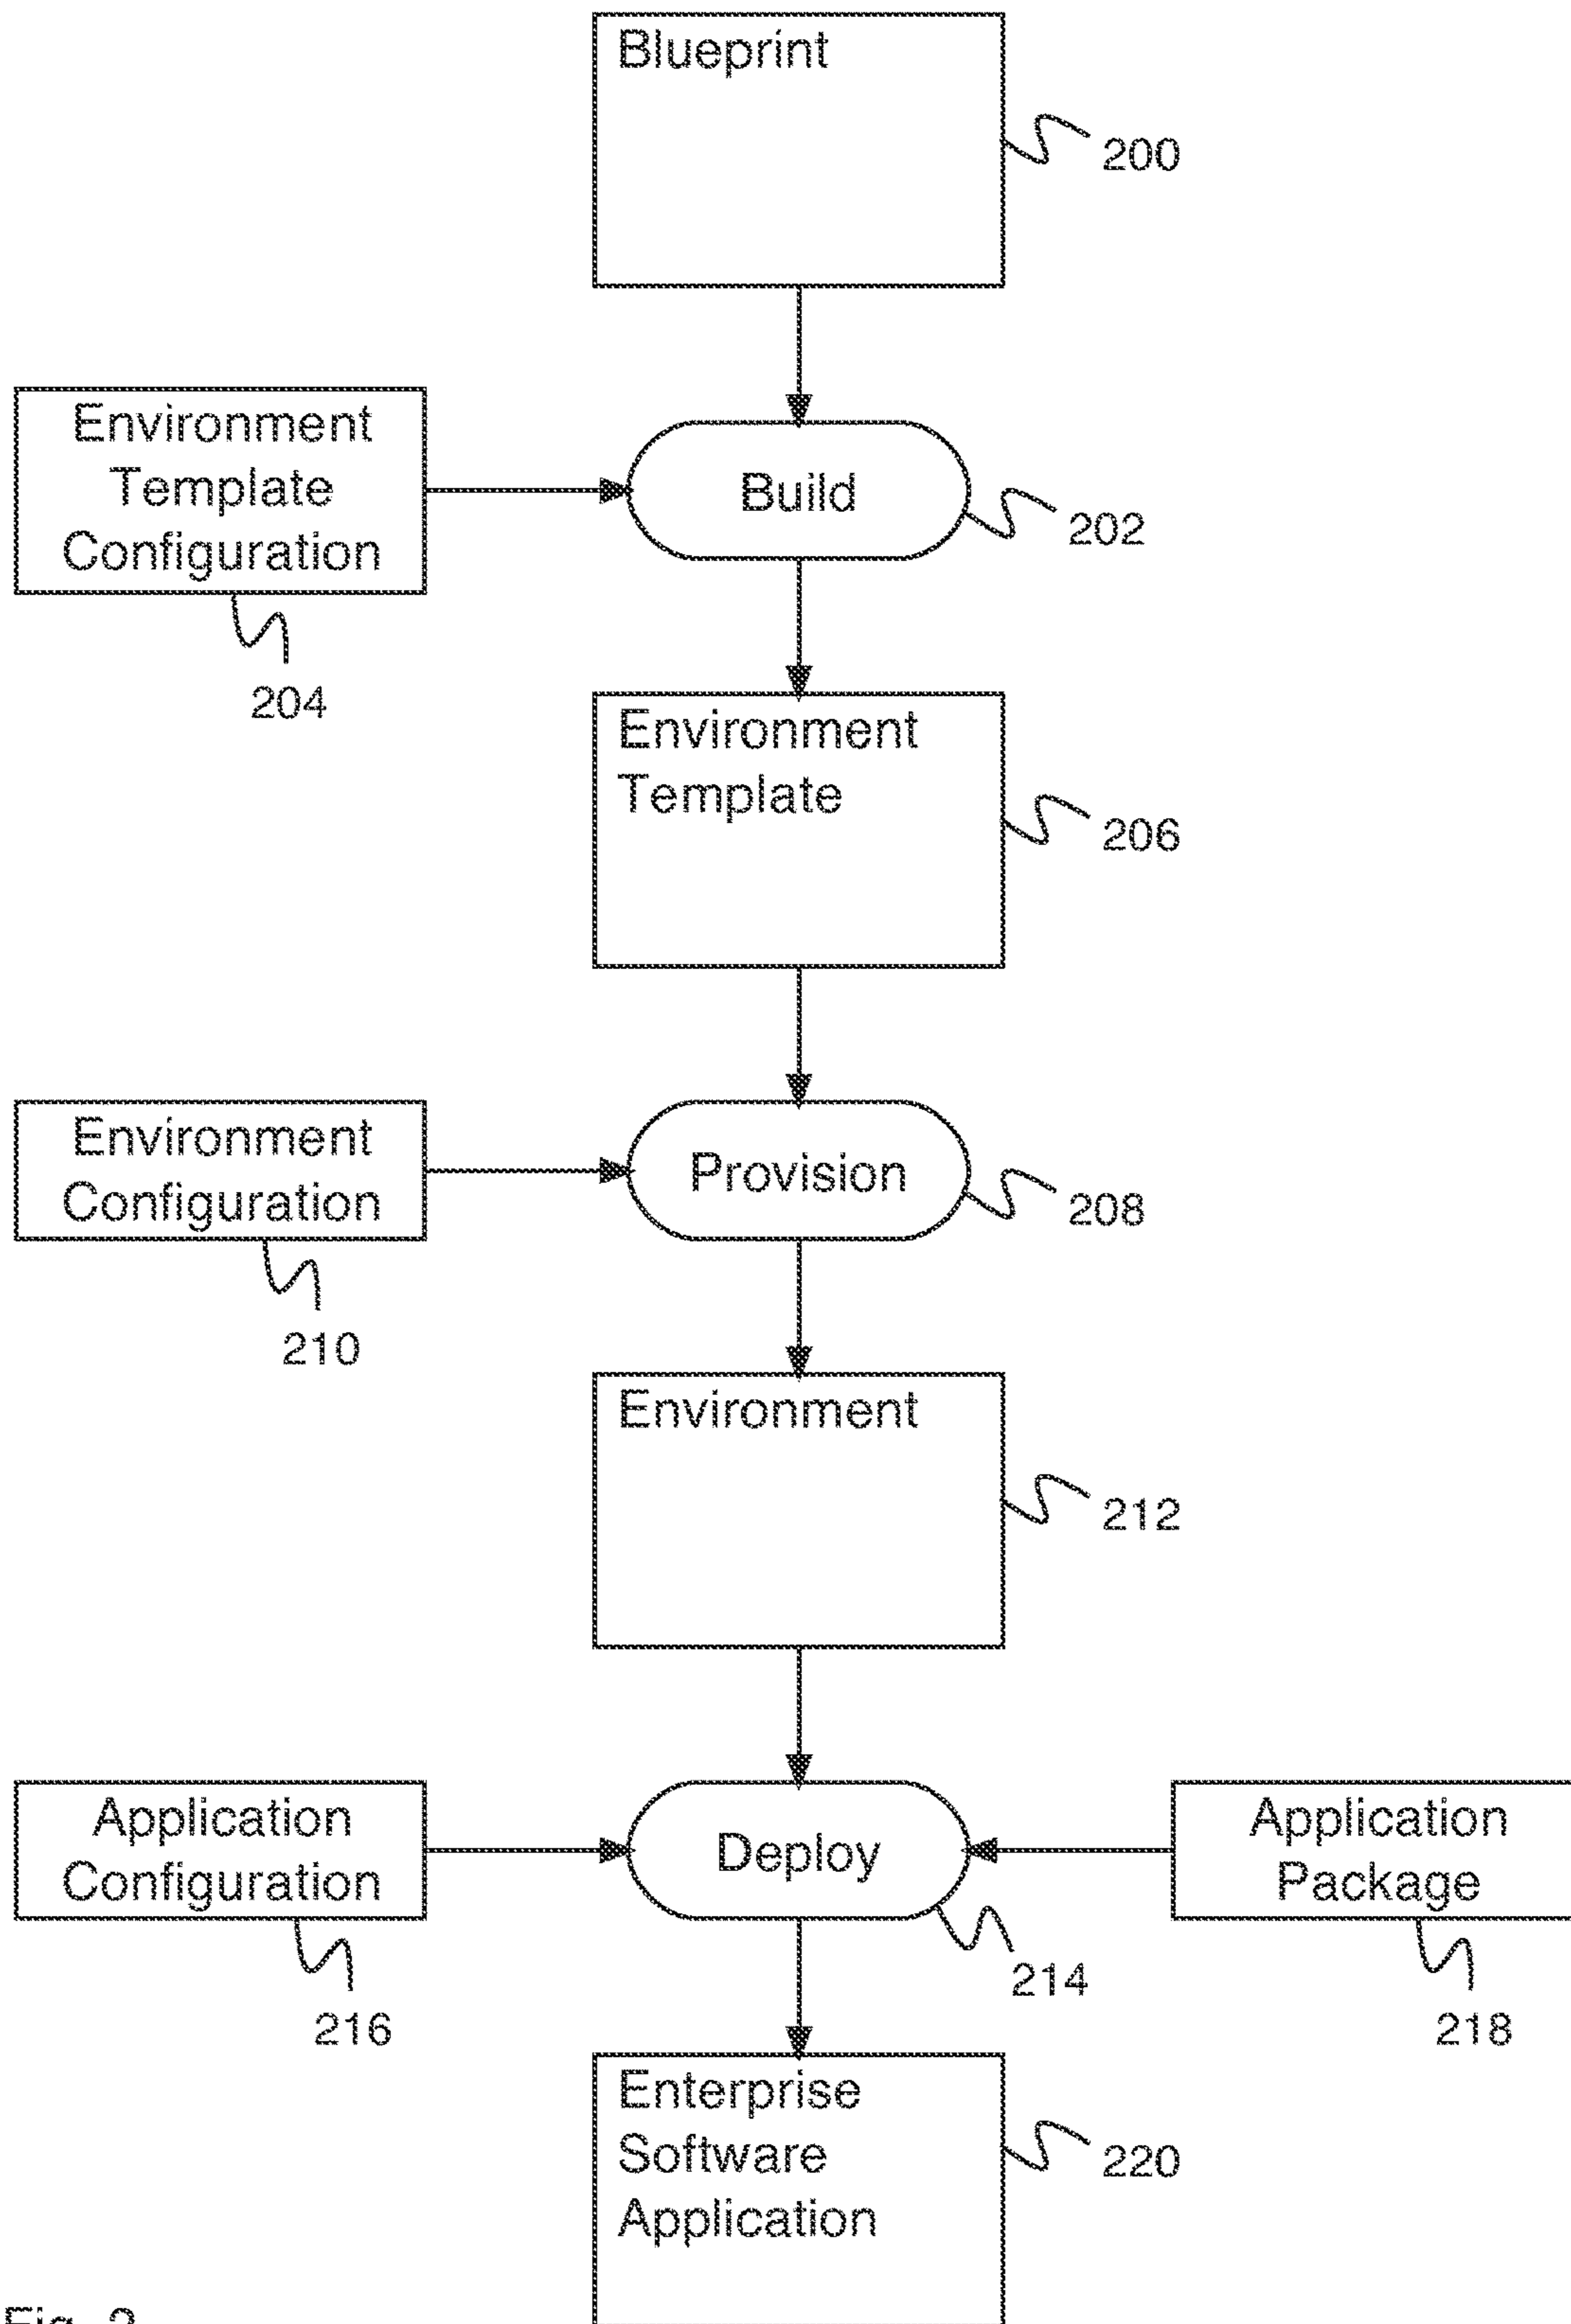 Blueprint
200
Environment
Template
Configuration
204
Build
202
Environment
Template
206
Environment
Configuration
210
Provision
208
Environment
212
Application
Configuration
216
Deploy
214
Application
Package
218
Enterprise
Software
Application
220